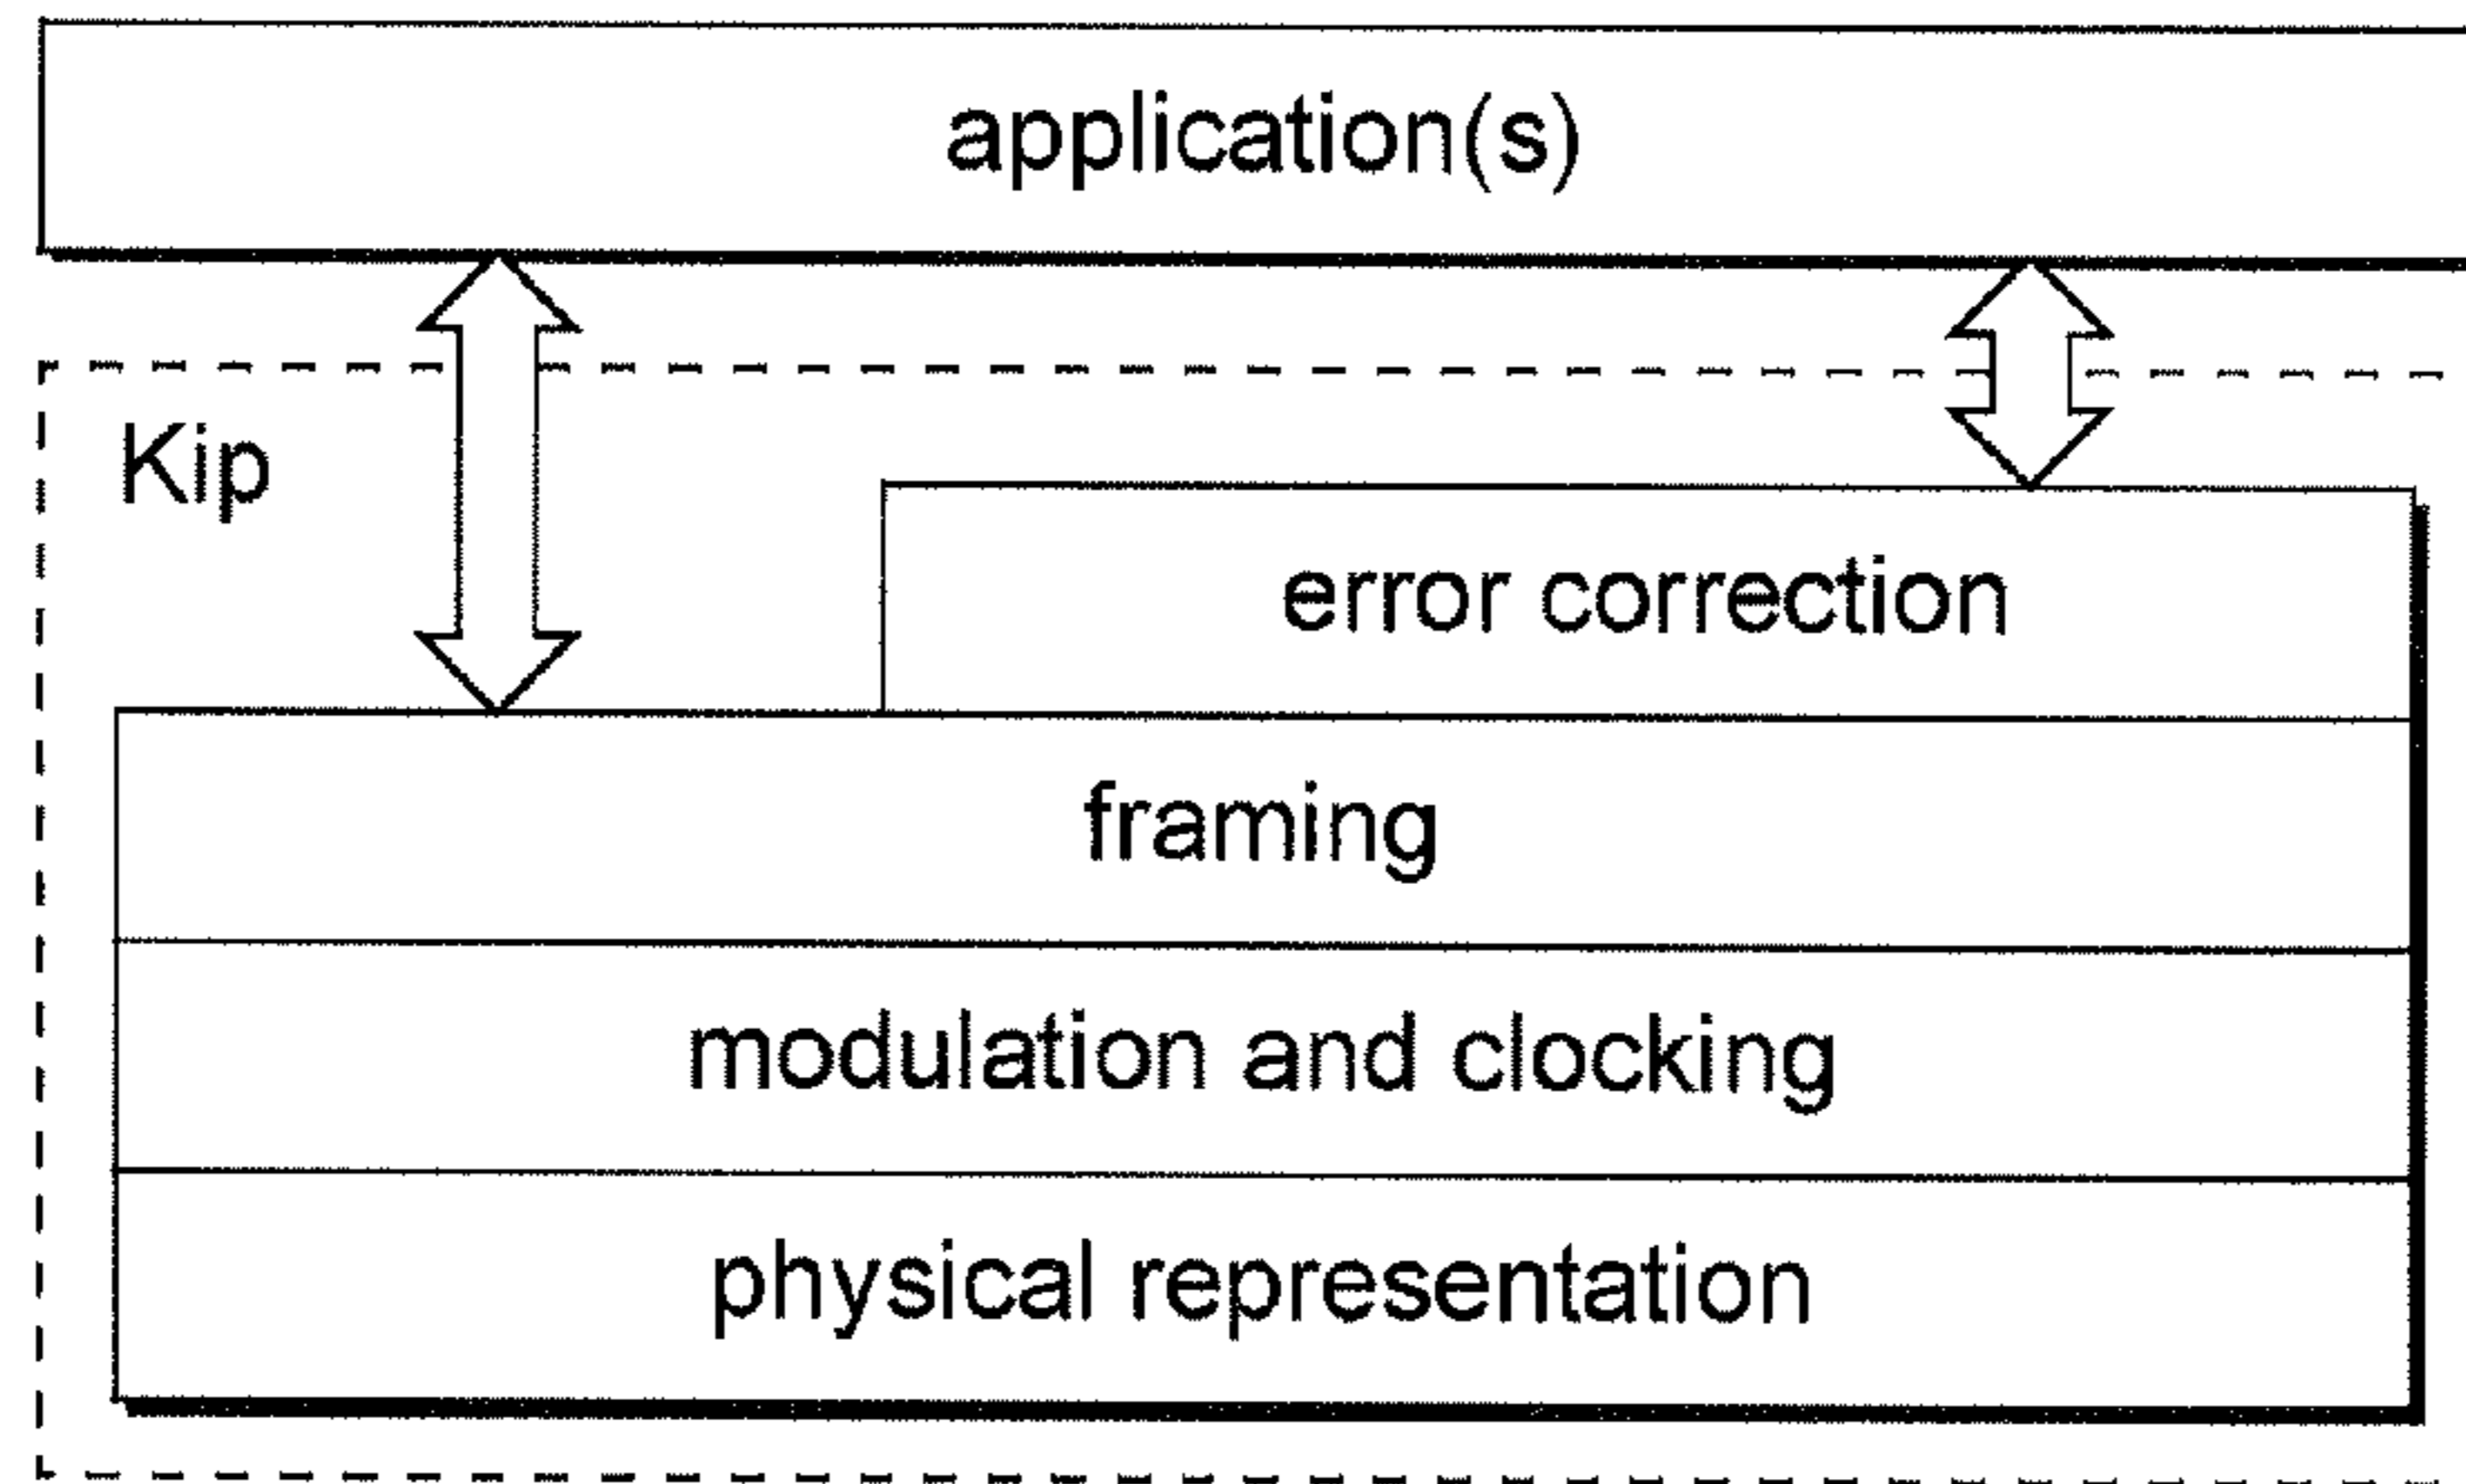 application(s)
Kip
error correction
framing
modulation and clocking
physical representation